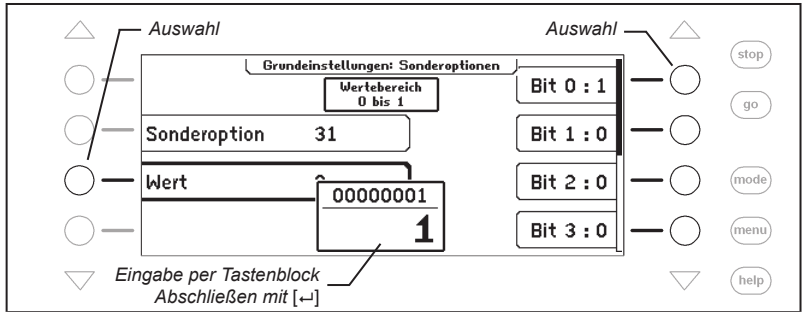 Auswahl
Auswahl
Grundeinstellungen: Sonderoptionen
Wertebereich
0 bis 1
Sonderoption 31
Wert
00000001
1
Bit 0 : 1
Bit 1 : 0
Bit 2 : 0
Bit 3 : 0
stop
go
mode
menu
help
Eingabe per Tastenblock
Abschließen mit [↵]